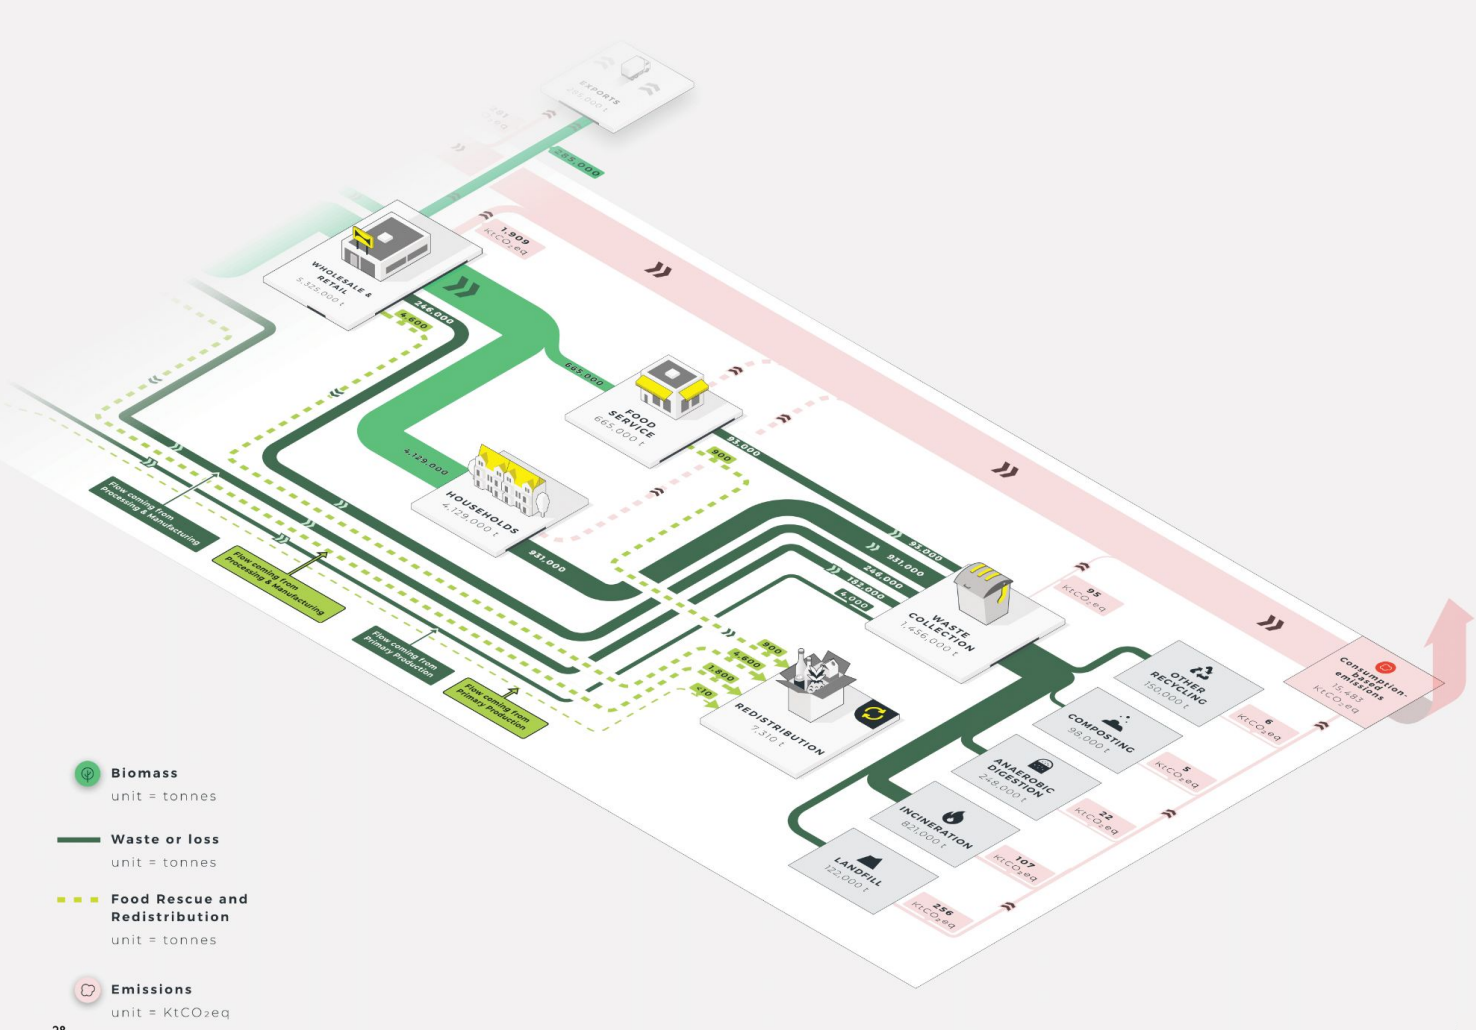 EXPORTS
285,000 t
285,000
1,909
KtCO₂eq
WHOLESALE &
RETAIL
5,325,000 t
246,000
4,600
665,000
FOOD
SERVICE
665,000 t
93,000
900
4,129,000
HOUSEHOLDS
4,129,000 t
931,000
93,000
931,000
246,000
182,000
4,000
WASTE
COLLECTION
1,456,000 t
95
KtCO₂eq
Flow coming from
Processing & Manufacturing
Flow coming from
Processing & Manufacturing
Flow coming from
Primary Production
Flow coming from
Primary Production
900
4,600
1,800
<10
REDISTRIBUTION
7,310 t
OTHER
RECYCLING
150,000 t
6
KtCO₂eq
COMPOSTING
98,000 t
5
KtCO₂eq
ANAEROBIC
DIGESTION
248,000 t
22
KtCO₂eq
INCINERATION
821,000 t
107
KtCO₂eq
LANDFILL
122,000 t
256
KtCO₂eq
Consumption-
based
emissions
15,483
KtCO₂eq
Biomass
unit = tonnes
Waste or loss
unit = tonnes
Food Rescue and
Redistribution
unit = tonnes
Emissions
unit = KtCO₂eq
28